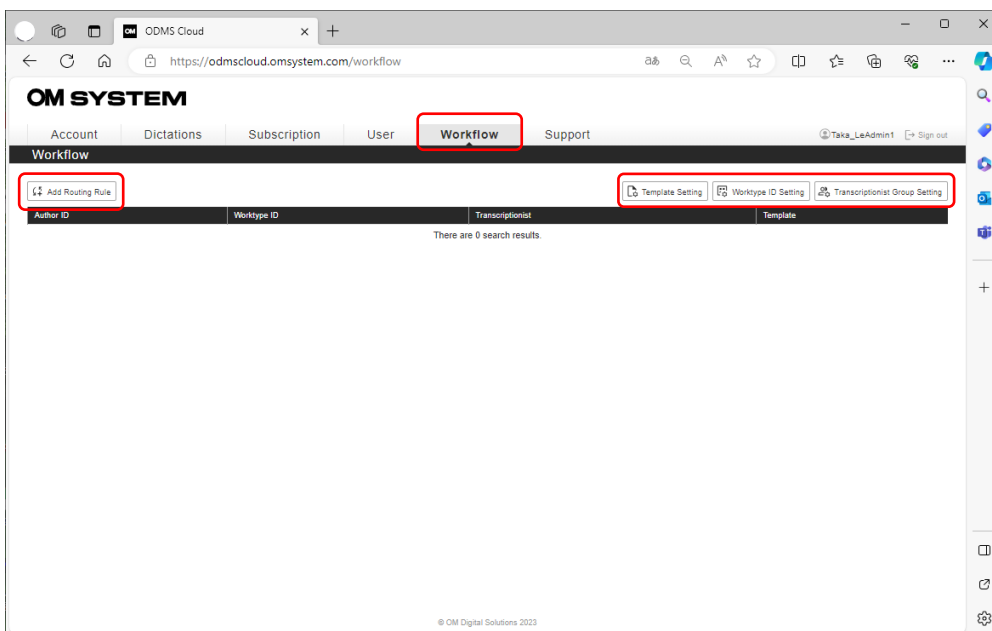 OM ODMS Cloud
https://odmscloud.omsystem.com/workflow
OM SYSTEM
Account Dictations Subscription User Workflow Support Taka_LeAdmin1 Sign out
Workflow
Add Routing Rule Template Setting Worktype ID Setting Transcriptionist Group Setting
Author ID Worktype ID Transcriptionist Template
There are 0 search results.
© OM Digital Solutions 2023